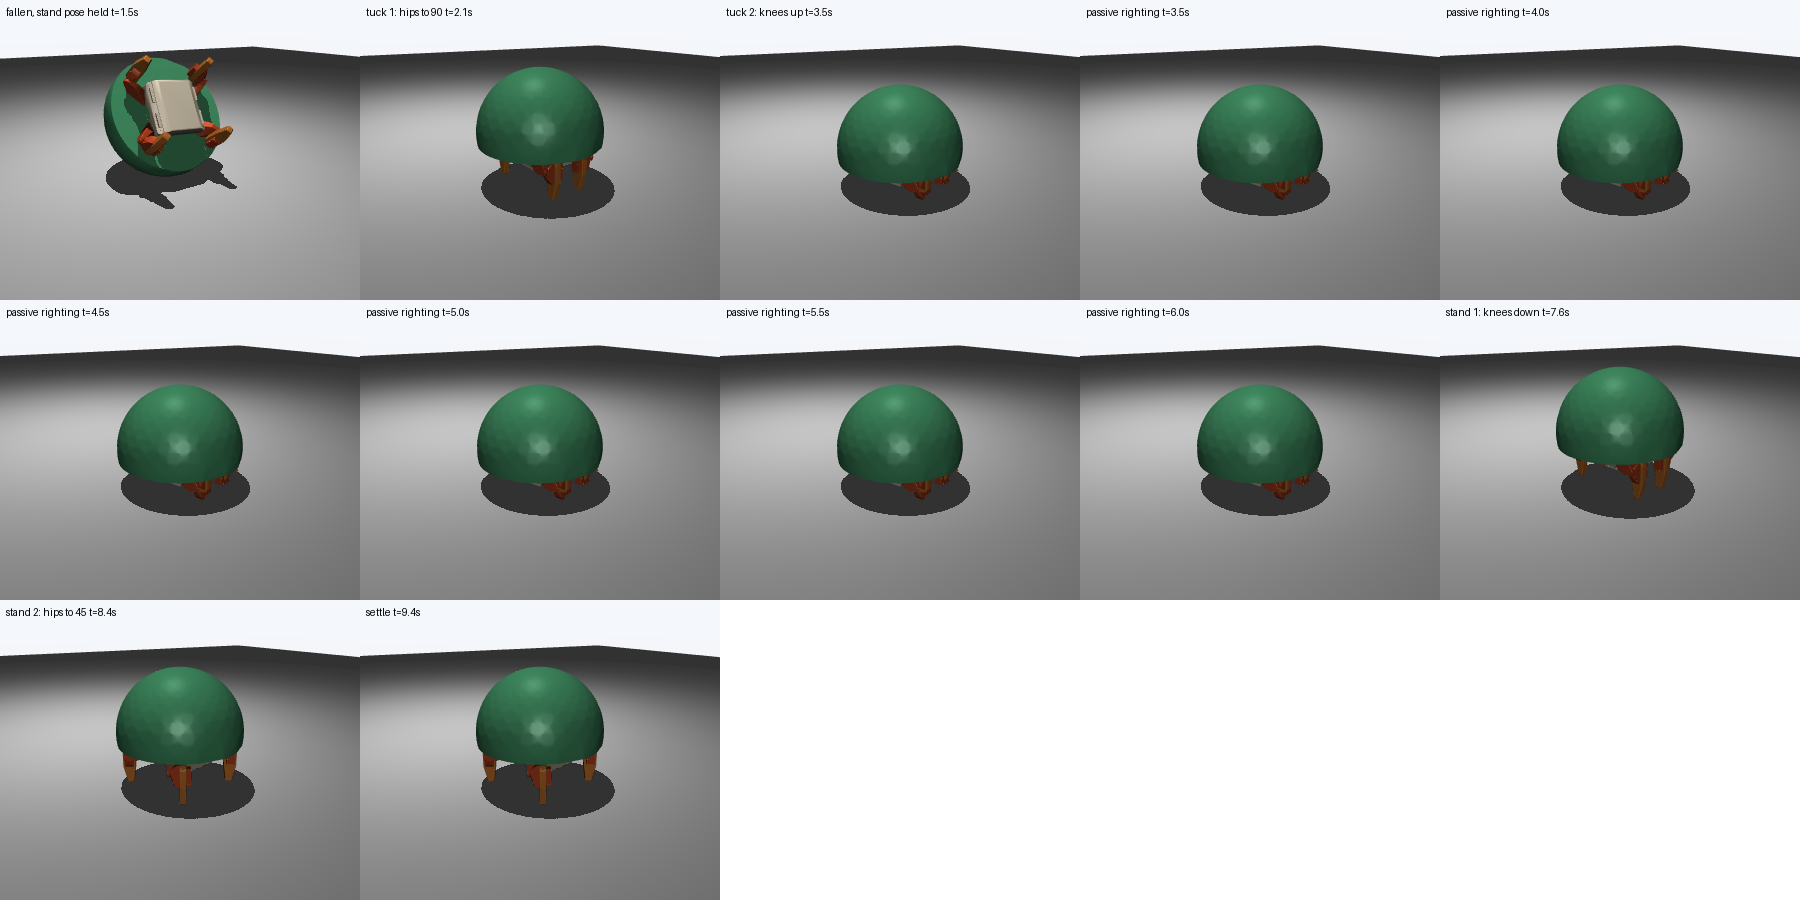 fallen, stand pose held t=1.5s
tuck 1: hips to 90 t=2.1s
tuck 2: knees up t=3.5s
passive righting t=3.5s
passive righting t=4.0s
passive righting t=4.5s
passive righting t=5.0s
passive righting t=5.5s
passive righting t=6.0s
stand 1: knees down t=7.6s
stand 2: hips to 45 t=8.4s
settle t=9.4s